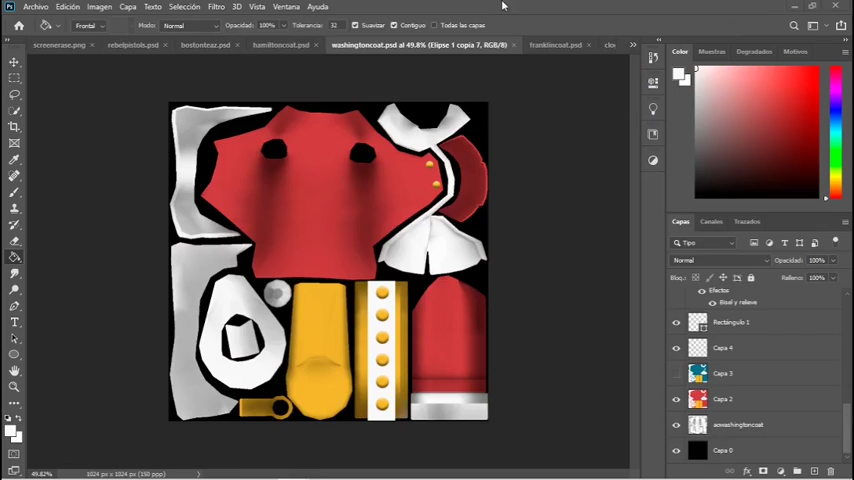 Ps Archivo Edición Imagen Capa Texto Selección Filtro 3D Vista Ventana Ayuda
Frontal Modo: Normal Opacidad: 100% Tolerancia: 32 Suavizar Contiguo Todas las capas
screenerase.png × rebelpistols.psd × bostonteaz.psd × hamiltoncoat.psd × washingtoncoat.psd al 49.8% (Elipse 1 copia 7, RGB/8) × franklincoat.psd ×
Color Muestras Degradados Motivos
Capas Canales Trazados
Tipo
Normal Opacidad: 100%
Bloq.: Relleno: 100%
Efectos
Bisel y relieve
Rectángulo 1
Capa 4
Capa 3
Capa 2
aowashingtoncoat
Capa 0
49.82% 1024 px x 1024 px (150 ppp)